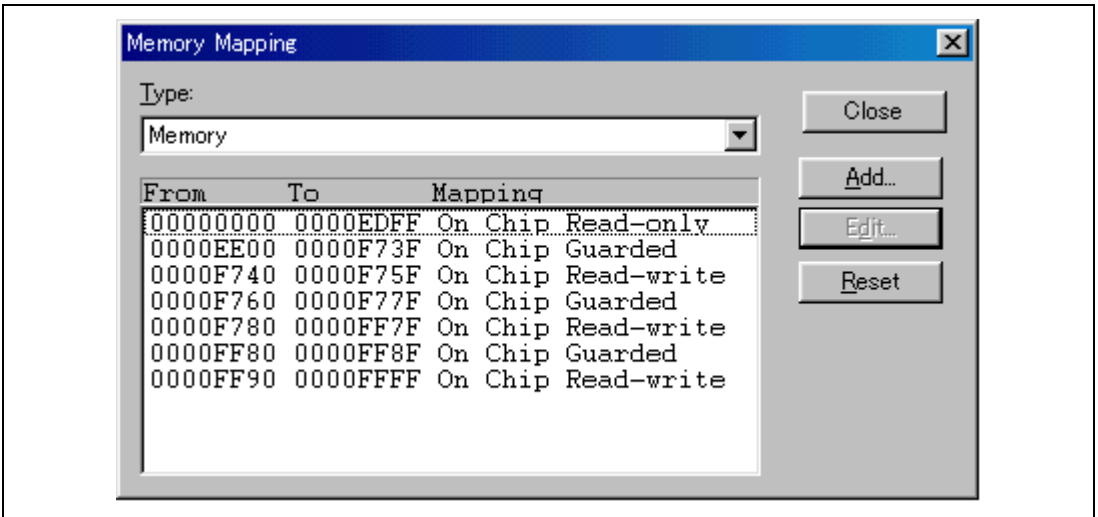 Memory Mapping
Type:
Memory
From To Mapping
00000000 0000EDFF On Chip Read-only
0000EE00 0000F73F On Chip Guarded
0000F740 0000F75F On Chip Read-write
0000F760 0000F77F On Chip Guarded
0000F780 0000FF7F On Chip Read-write
0000FF80 0000FF8F On Chip Guarded
0000FF90 0000FFFF On Chip Read-write
Close
Add...
Edit...
Reset